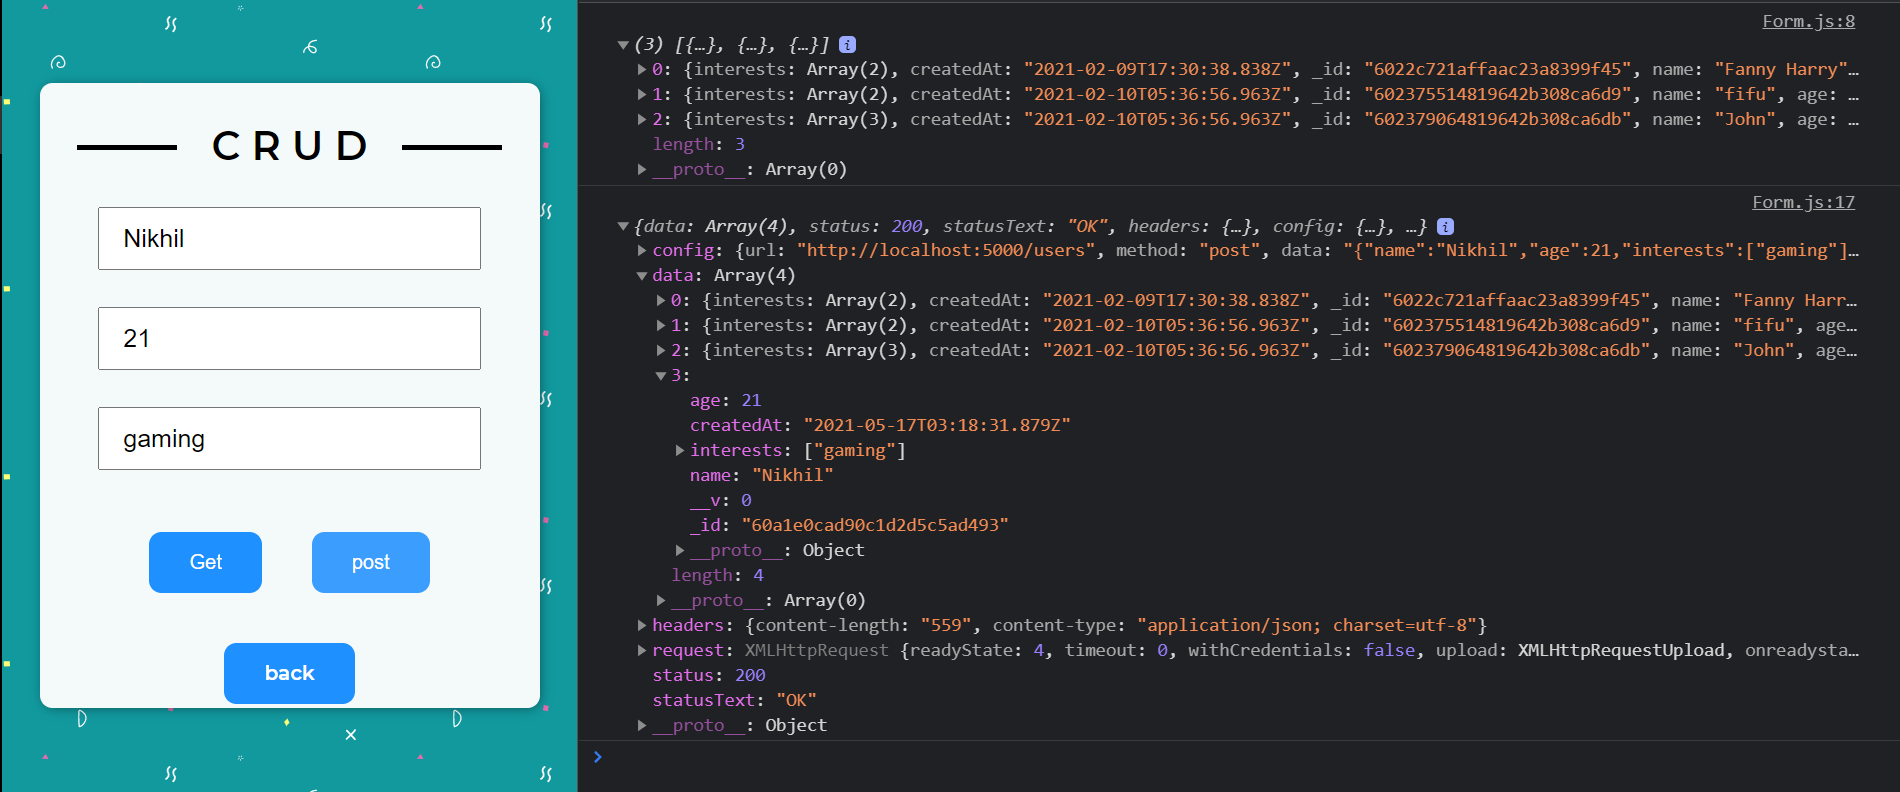 CRUD
Nikhil
21
gaming
Get post
back
Form.js:8
(3) [{…}, {…}, {…}] i
0: {interests: Array(2), createdAt: "2021-02-09T17:30:38.838Z", _id: "6022c721affaac23a8399f45", name: "Fanny Harry"…
1: {interests: Array(2), createdAt: "2021-02-10T05:36:56.963Z", _id: "602375514819642b308ca6d9", name: "fifu", age: …
2: {interests: Array(3), createdAt: "2021-02-10T05:36:56.963Z", _id: "602379064819642b308ca6db", name: "John", age: …
length: 3
__proto__: Array(0)
Form.js:17
{data: Array(4), status: 200, statusText: "OK", headers: {…}, config: {…}, …} i
config: {url: "http://localhost:5000/users", method: "post", data: "{"name":"Nikhil","age":21,"interests":["gaming"]…
data: Array(4)
0: {interests: Array(2), createdAt: "2021-02-09T17:30:38.838Z", _id: "6022c721affaac23a8399f45", name: "Fanny Harr…
1: {interests: Array(2), createdAt: "2021-02-10T05:36:56.963Z", _id: "602375514819642b308ca6d9", name: "fifu", age…
2: {interests: Array(3), createdAt: "2021-02-10T05:36:56.963Z", _id: "602379064819642b308ca6db", name: "John", age…
3:
age: 21
createdAt: "2021-05-17T03:18:31.879Z"
interests: ["gaming"]
name: "Nikhil"
__v: 0
_id: "60a1e0cad90c1d2d5c5ad493"
__proto__: Object
length: 4
__proto__: Array(0)
headers: {content-length: "559", content-type: "application/json; charset=utf-8"}
request: XMLHttpRequest {readyState: 4, timeout: 0, withCredentials: false, upload: XMLHttpRequestUpload, onreadysta…
status: 200
statusText: "OK"
__proto__: Object